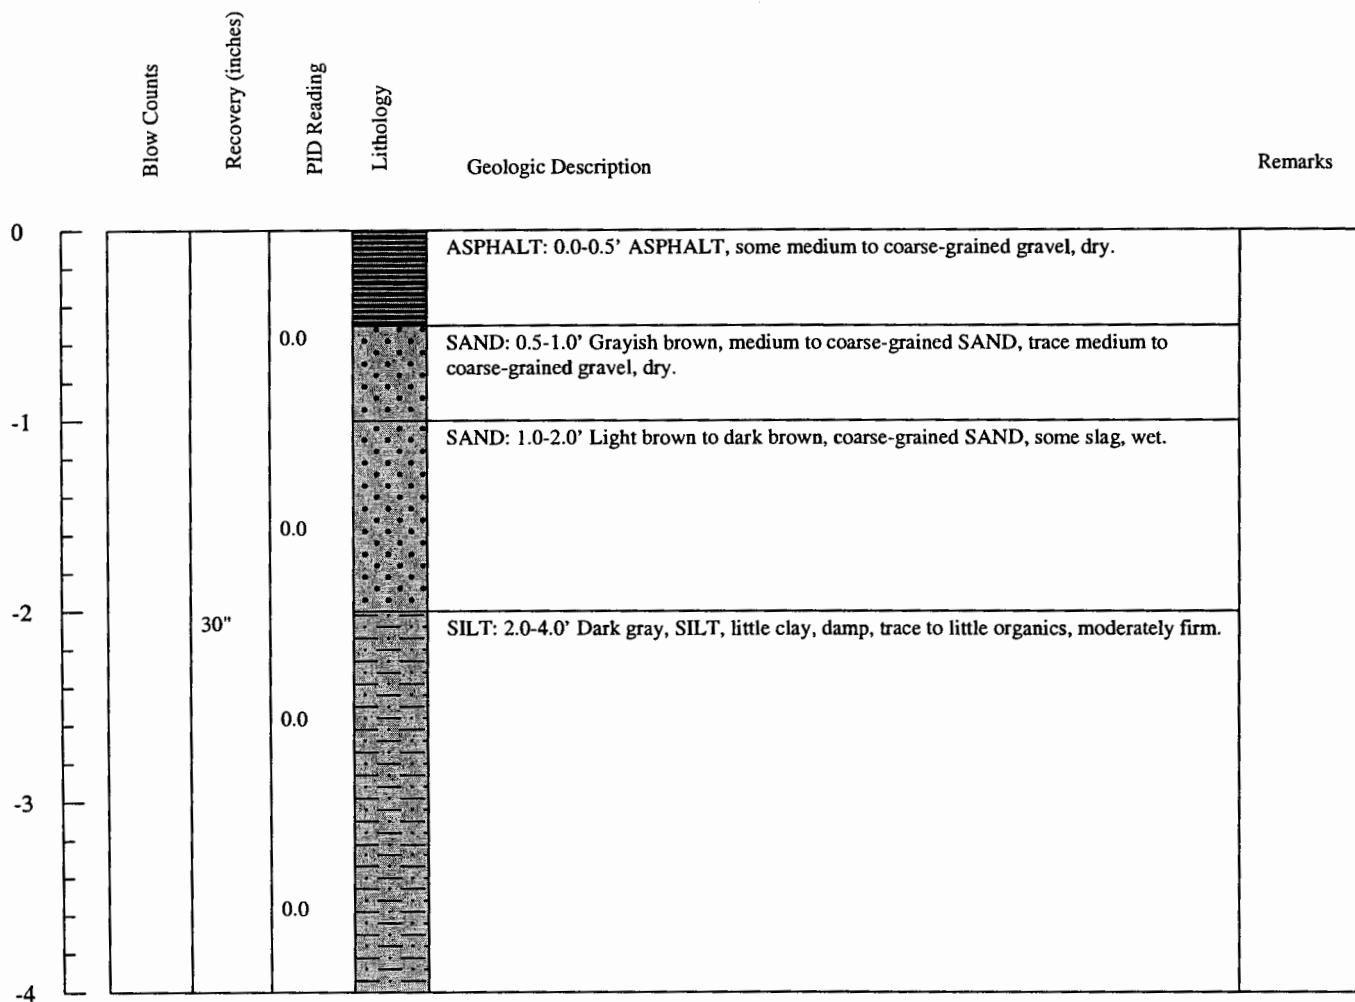 Blow Counts
Recovery (inches)
PID Reading
Lithology
Geologic Description
Remarks
0
ASPHALT: 0.0-0.5’ ASPHALT, some medium to coarse-grained gravel, dry.
0.0
SAND: 0.5-1.0’ Grayish brown, medium to coarse-grained SAND, trace medium to
coarse-grained gravel, dry.
-1
SAND: 1.0-2.0’ Light brown to dark brown, coarse-grained SAND, some slag, wet.
0.0
-2
30"
SILT: 2.0-4.0’ Dark gray, SILT, little clay, damp, trace to little organics, moderately firm.
0.0
-3
0.0
-4